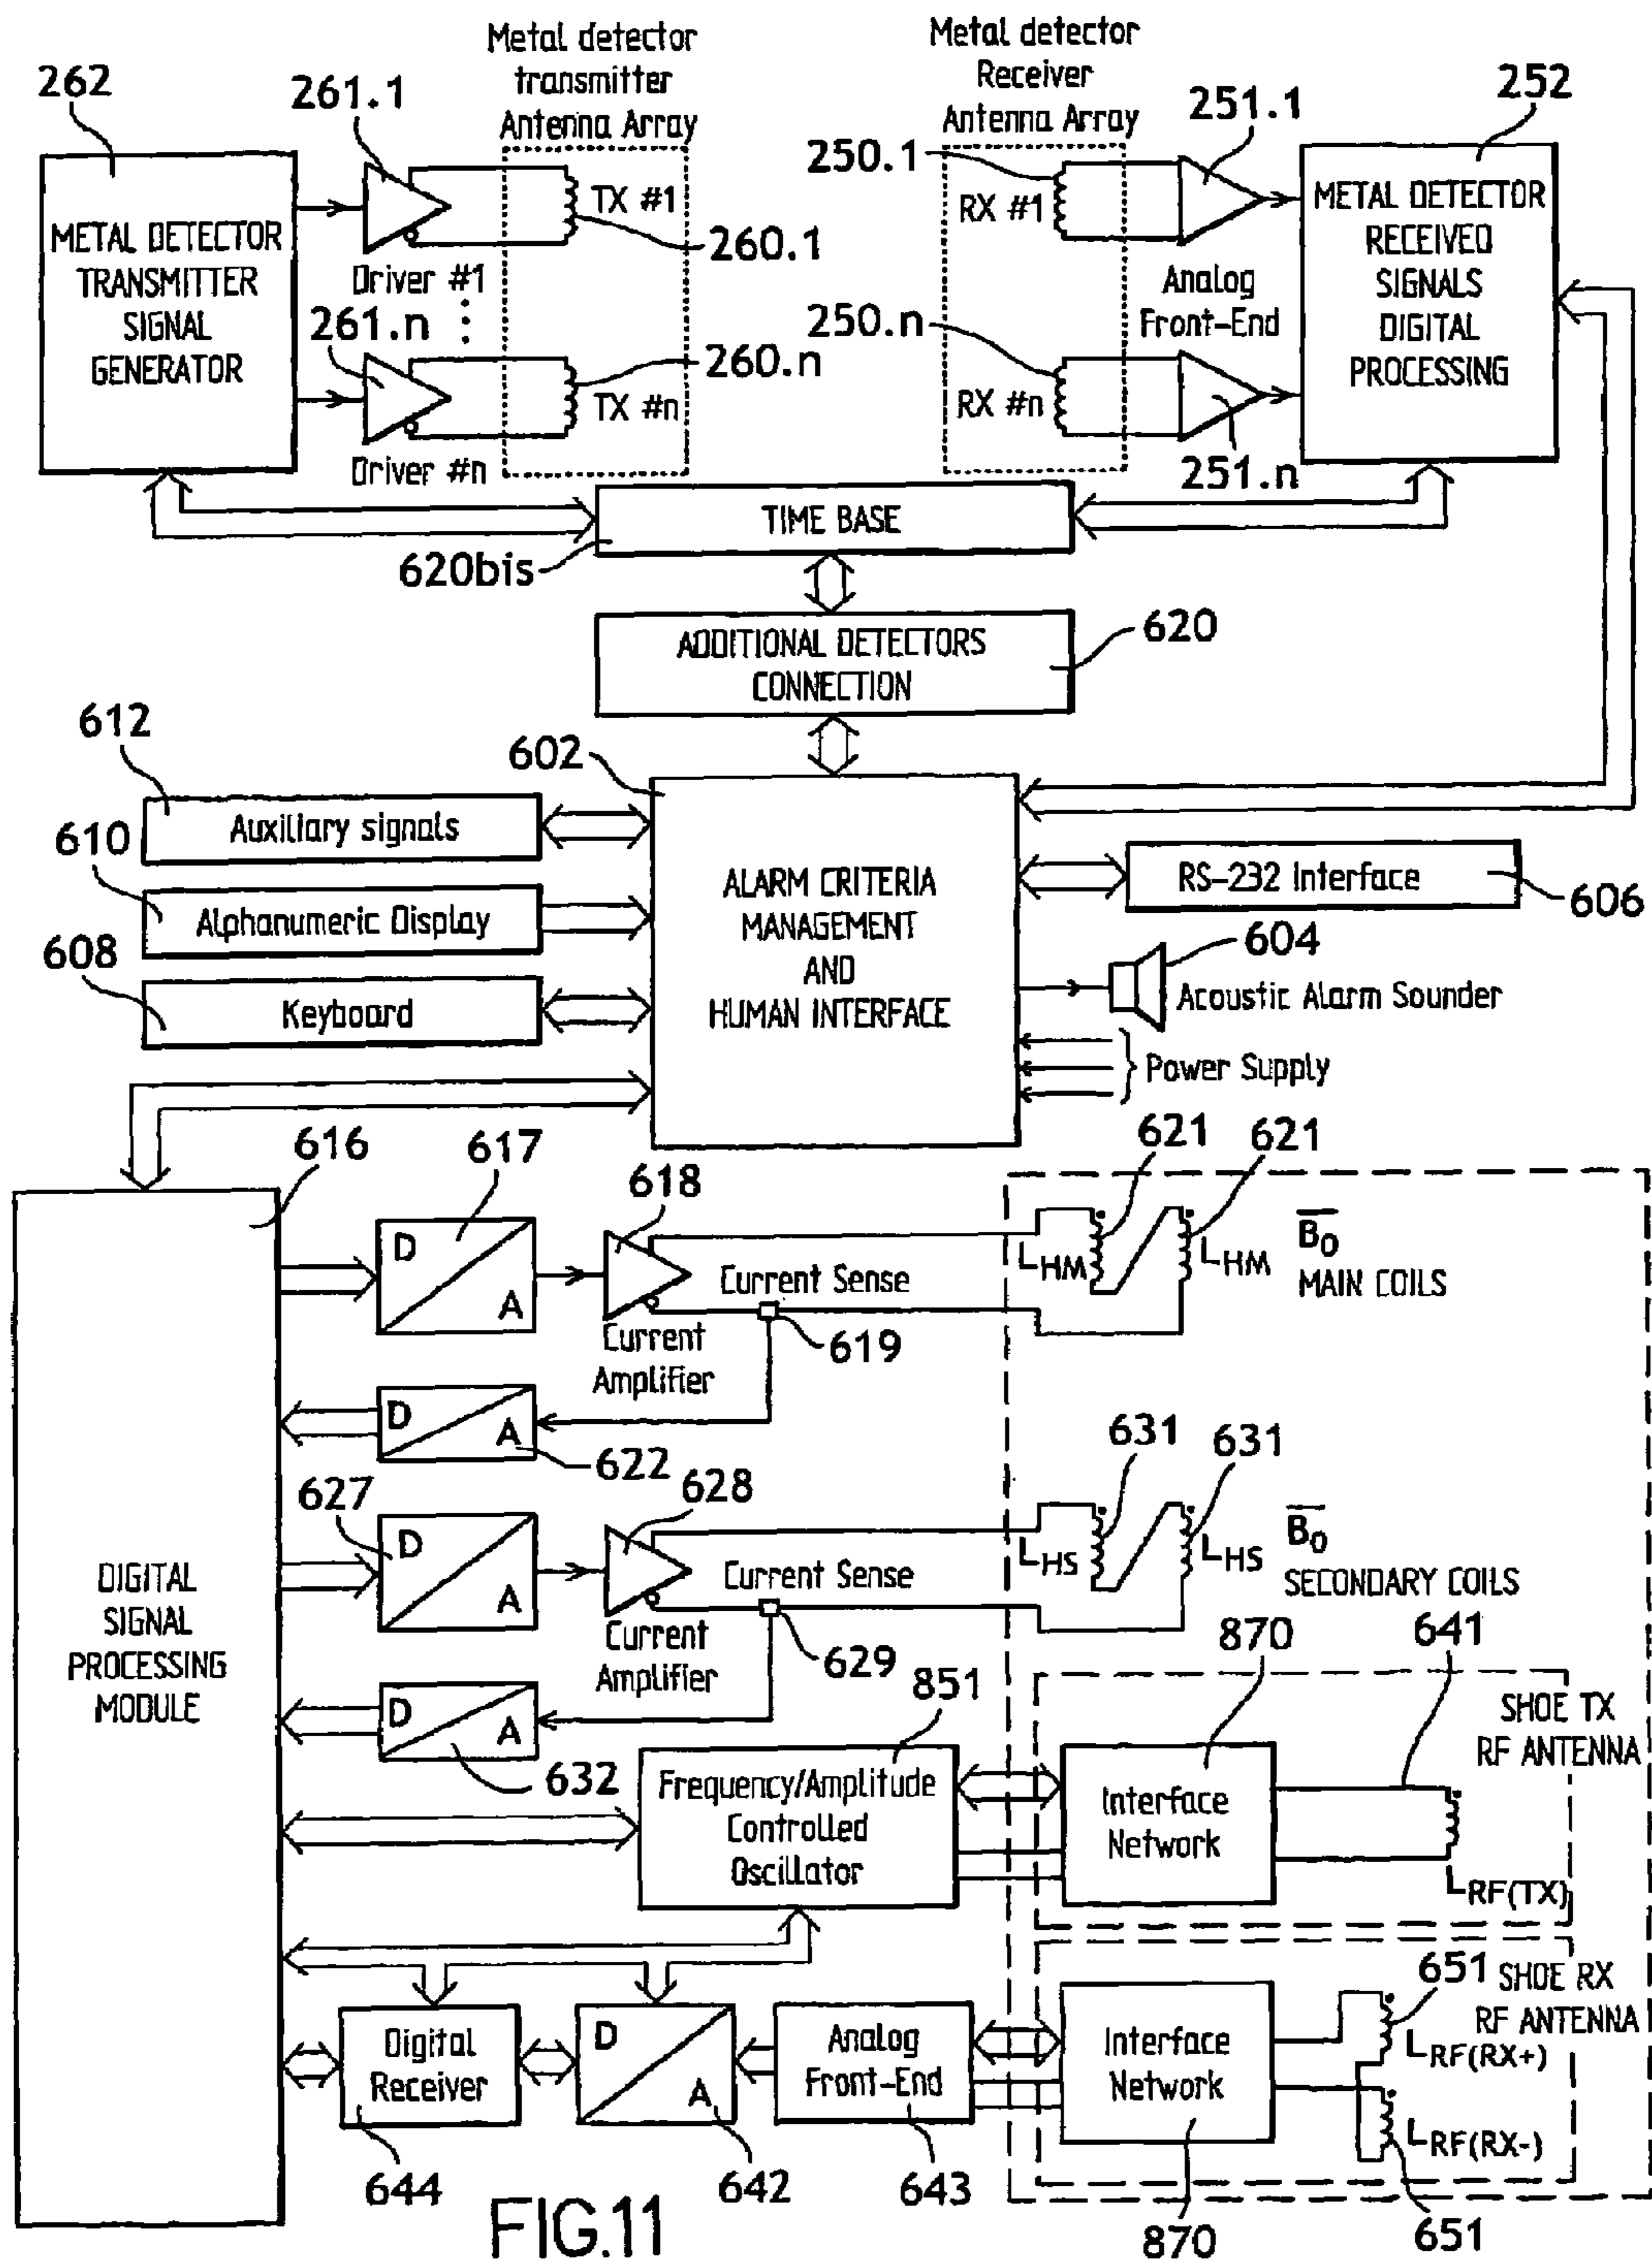 Metal detector
transmitter
Antenna Array
Metal detector
Receiver
Antenna Array
262
261.1
250.1
251.1
252
METAL DETECTOR
TRANSMITTER
SIGNAL
GENERATOR
TX #1
260.1
RX #1
METAL DETECTOR
RECEIVED
SIGNALS
DIGITAL
PROCESSING
Driver #1
Analog
Front-End
261.n
250.n
260.n
TX #n
RX #n
Driver #n
251.n
TIME BASE
620bis
ADDITIONAL DETECTORS
CONNECTION
620
612
602
Auxiliary signals
610
Alphanumeric Display
608
Keyboard
ALARM CRITERIA
MANAGEMENT
AND
HUMAN INTERFACE
RS-232 Interface
606
604
Acoustic Alarm Sounder
Power Supply
616
617
618
621
621
D
A
Current Sense
LHM
LHM
B0
MAIN COILS
Current
Amplifier
619
D
A
622
627
628
631
631
D
A
Current Sense
LHS
LHS
B0
SECONDARY COILS
DIGITAL
SIGNAL
PROCESSING
MODULE
Current
Amplifier
629
851
870
641
D
A
632
Frequency/Amplitude
Controlled
Oscillator
Interface
Network
SHOE TX
RF ANTENNA
LRF(TX)
651
SHOE RX
RF ANTENNA
Digital
Receiver
D
A
Analog
Front-End
Interface
Network
LRF(RX+)
LRF(RX-)
644
642
643
870
651
FIG.11